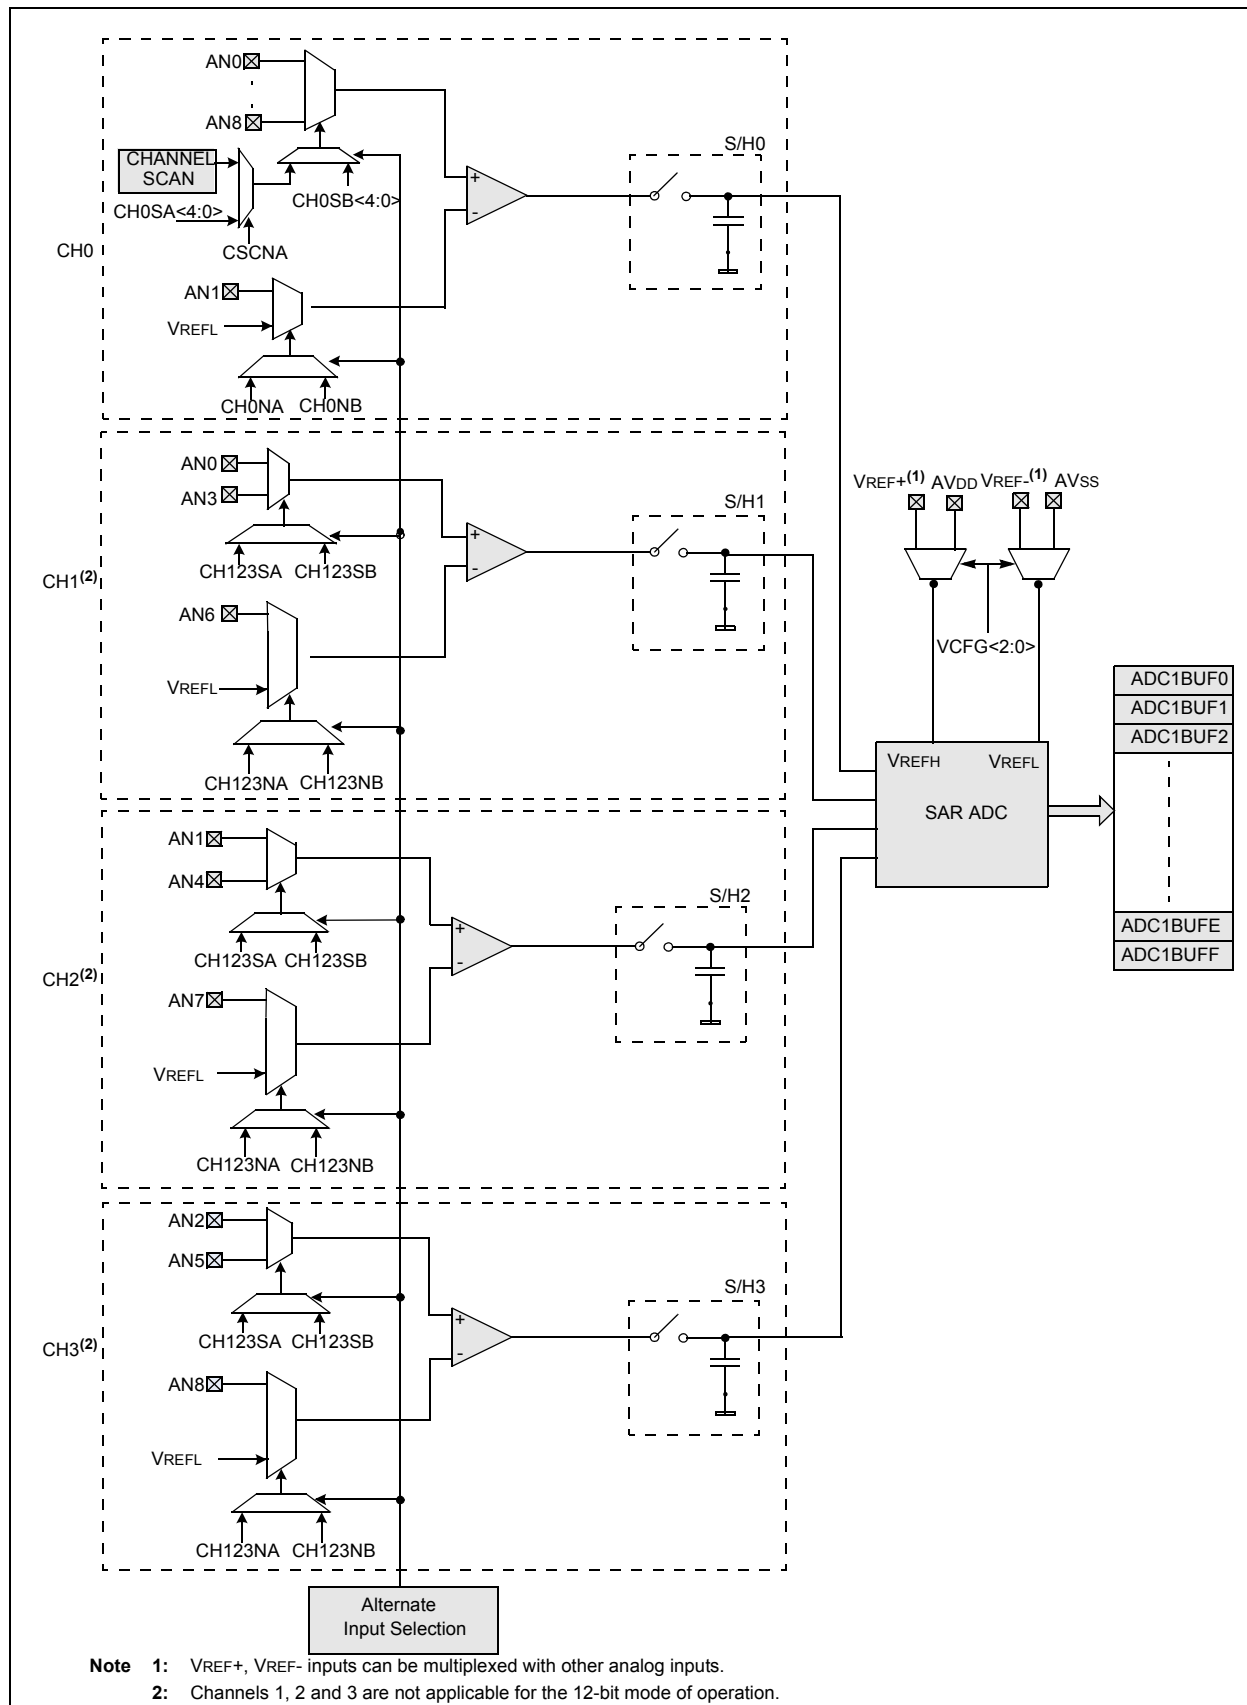 AN0
AN8
CHANNEL
SCAN
CH0SA<4:0>
CH0SB<4:0>
CSCNA
CH0
AN1
VREFL
CH0NA CH0NB
+
-
S/H0
AN0
AN3
CH123SA CH123SB
CH1(2)
AN6
VREFL
CH123NA CH123NB
+
-
S/H1
VREF+(1) AVDD VREF-(1) AVSS
VCFG<2:0>
VREFH VREFL
SAR ADC
ADC1BUF0
ADC1BUF1
ADC1BUF2
ADC1BUFE
ADC1BUFF
AN1
AN4
CH123SA CH123SB
CH2(2)
AN7
VREFL
CH123NA CH123NB
+
-
S/H2
AN2
AN5
CH123SA CH123SB
CH3(2)
AN8
VREFL
CH123NA CH123NB
+
-
S/H3
Alternate
Input Selection
Note 1: VREF+, VREF- inputs can be multiplexed with other analog inputs.
2: Channels 1, 2 and 3 are not applicable for the 12-bit mode of operation.